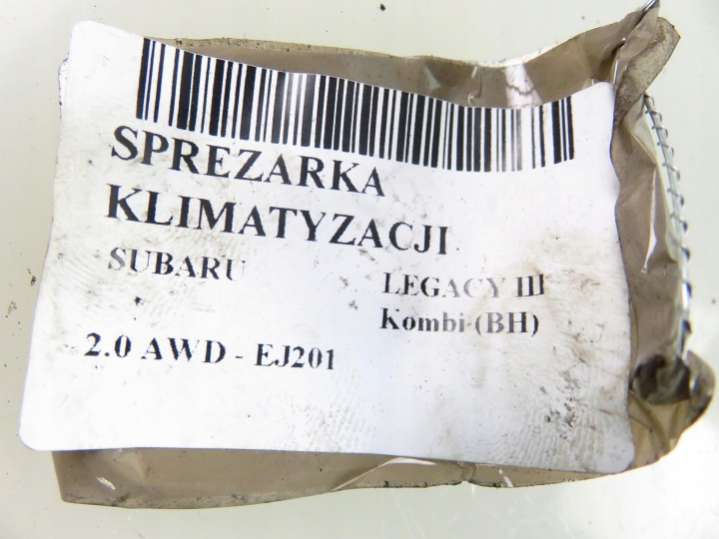 SPREZARKA
KLIMATYZACJI
SUBARU LEGACY III
Kombi (BH)
2.0 AWD - EJ201